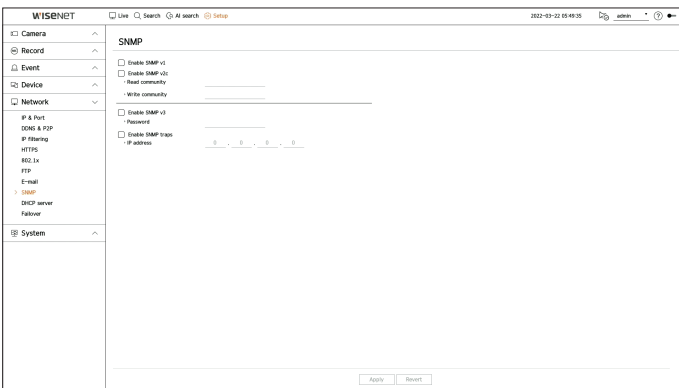 WISENET
Live Search AI search Setup
2022-03-22 05:49:35 admin
Camera
Record
Event
Device
Network
IP & Port
DDNS & P2P
IP filtering
HTTPS
802.1x
FTP
E-mail
> SNMP
DHCP server
Failover
System
SNMP
Enable SNMP v1
Enable SNMP v2c
• Read community
• Write community
Enable SNMP v3
• Password
Enable SNMP traps
• IP address 0 . 0 . 0 . 0
Apply Revert